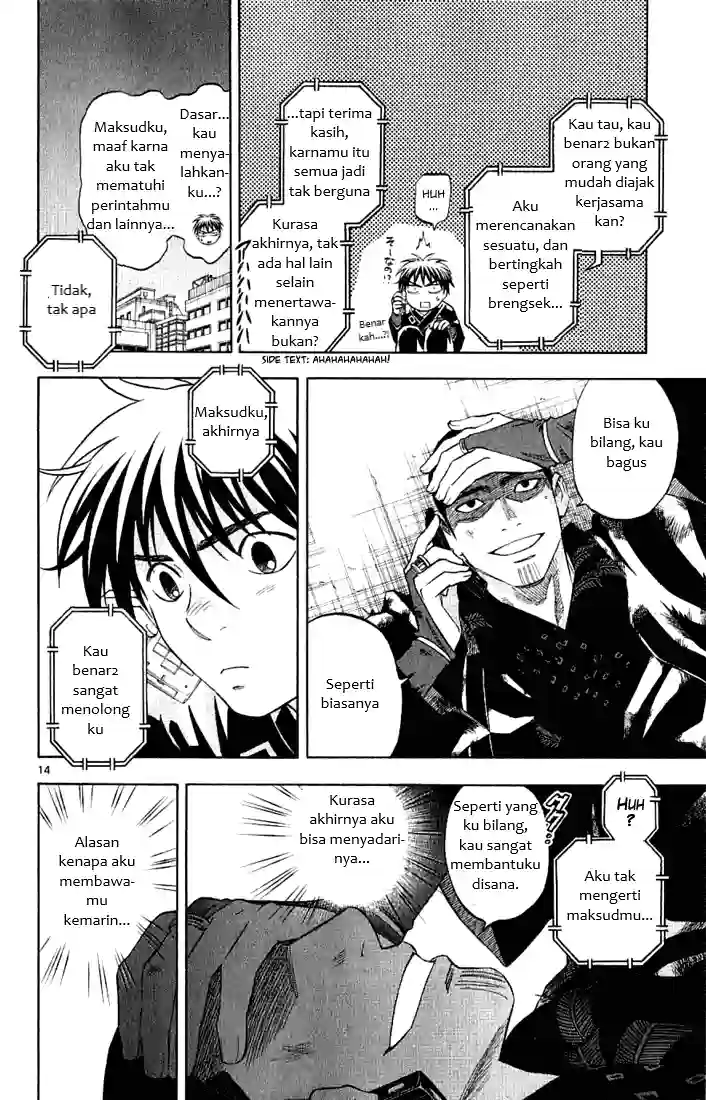 Kau tau, kau
benar2 bukan
orang yang
mudah diajak
kerjasama
kan?
Aku
merencanakan
sesuatu, dan
bertingkah
seperti
brengsek...
HUH
...
そーなの?
Benar
kah....?!
...tapi terima
kasih,
karnamu itu
semua jadi
tak berguna
Kurasa
akhirnya, tak
ada hal lain
selain
menertawa-
kannya
bukan?
SIDE TEXT: AHAHAHAHAHAH!
Dasar...
kau
menya-
lahkan-
ku...?
Maksudku,
maaf karna
aku tak
mematuhi
perintahmu
dan lainnya...
Tidak,
tak apa
Bisa ku
bilang, kau
bagus
Seperti
biasanya
Maksudku,
akhirnya
Kau
benar2
sangat
menolong
ku
14
HUH
?
Aku tak
mengerti
maksudmu...
Seperti yang
ku bilang,
kau sangat
membantuku
disana.
Kurasa
akhirnya aku
bisa menyadari-
nya...
Alasan
kenapa aku
membawa-
mu
kemarin...